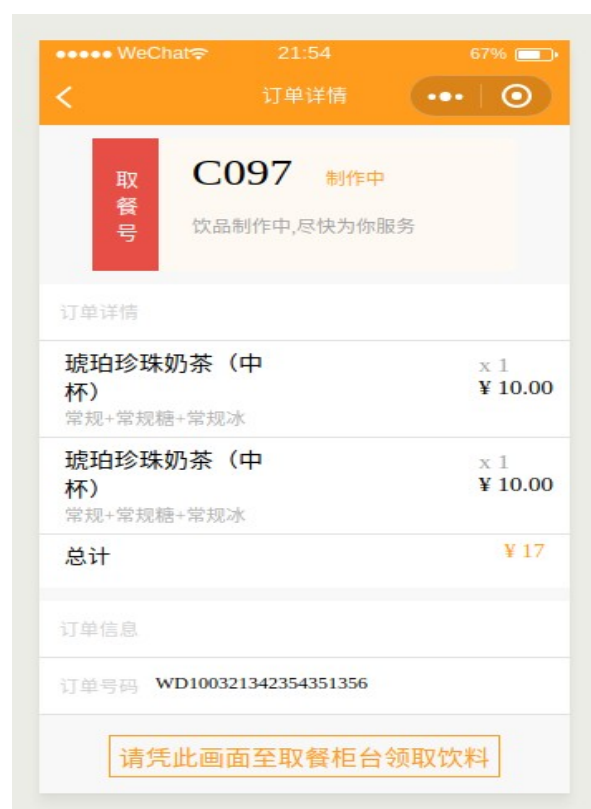 WeChat 21:54 67%
订单详情
取餐号
C097 制作中
饮品制作中,尽快为你服务
订单详情
琥珀珍珠奶茶（中
杯）
x 1
¥ 10.00
常规+常规糖+常规冰
琥珀珍珠奶茶（中
杯）
x 1
¥ 10.00
常规+常规糖+常规冰
总计 ¥ 17
订单信息
订单号码 WD100321342354351356
请凭此画面至取餐柜台领取饮料